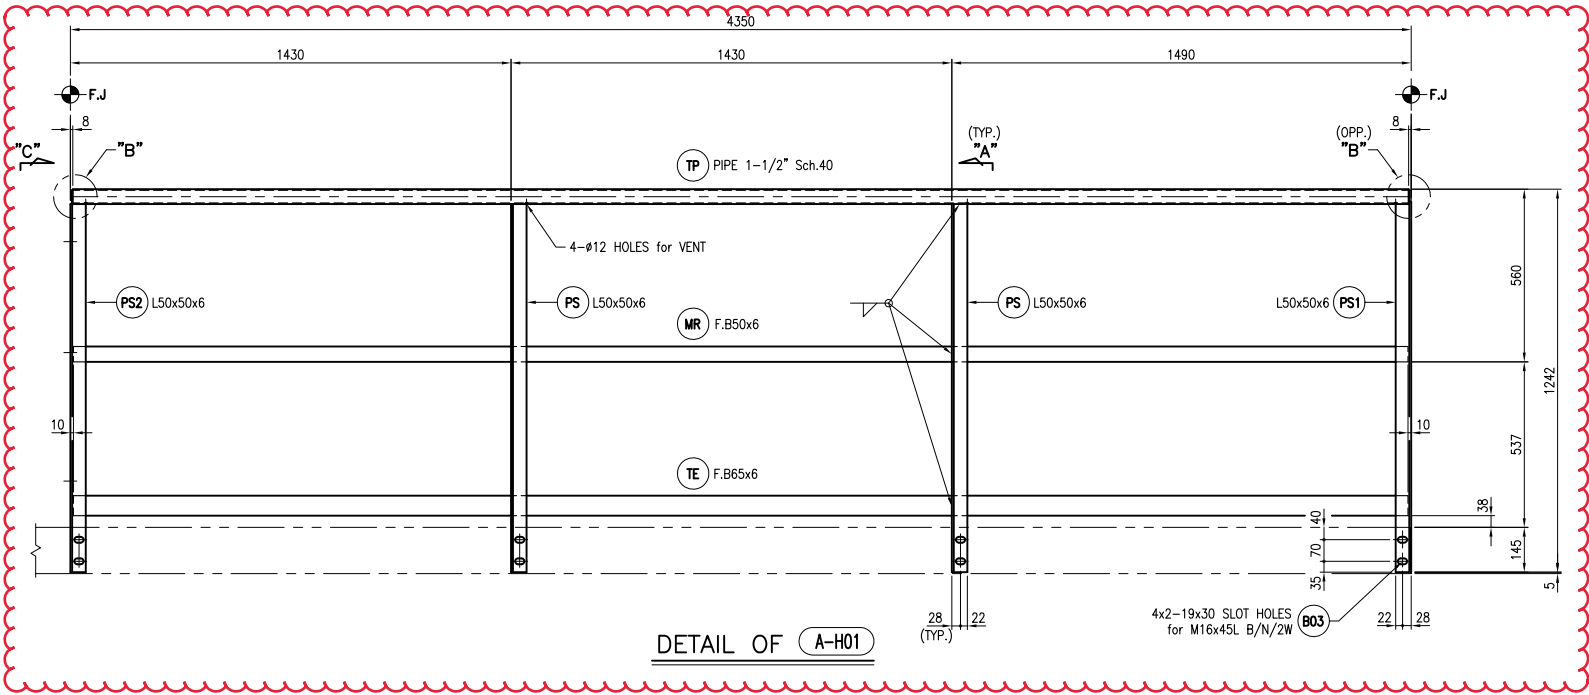 4350
1430
1430
1490
F.J
F.J
8
8
"C"
"B"
(TYP.)
"A"
(OPP.)
"B"
TP PIPE 1-1/2" Sch.40
4-ø12 HOLES for VENT
PS2 L50x50x6
PS L50x50x6
PS L50x50x6
L50x50x6 PS1
MR F.B50x6
560
1242
10
10
537
TE F.B65x6
38
40
70
35
145
5
28
22
(TYP.)
4x2-19x30 SLOT HOLES
for M16x45L B/N/2W
B03
22
28
DETAIL OF A-H01